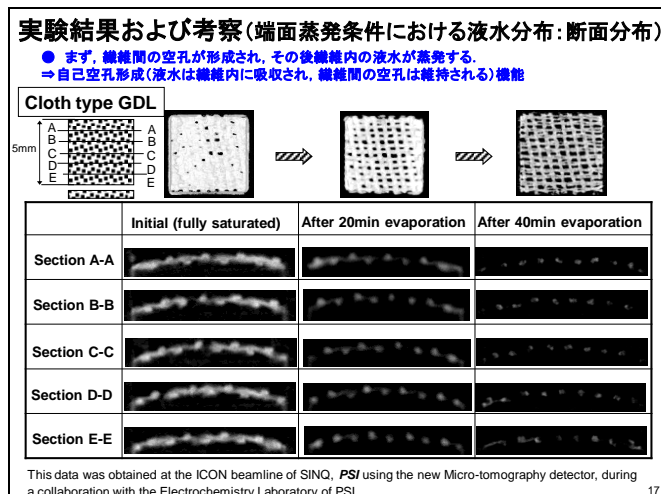 実験結果および考察(端面蒸発条件における液水分布：断面分布)
● まず，繊維間の空孔が形成され，その後繊維内の液水が蒸発する．
⇒自己空孔形成(液水は繊維内に吸収され，繊維間の空孔は維持される)機能
Cloth type GDL
5mm
A A
B B
C C
D D
E E
Initial (fully saturated) After 20min evaporation After 40min evaporation
Section A-A
Section B-B
Section C-C
Section D-D
Section E-E
This data was obtained at the ICON beamline of SINQ, PSI using the new Micro-tomography detector, during
a collaboration with the Electrochemistry Laboratory of PSI
17